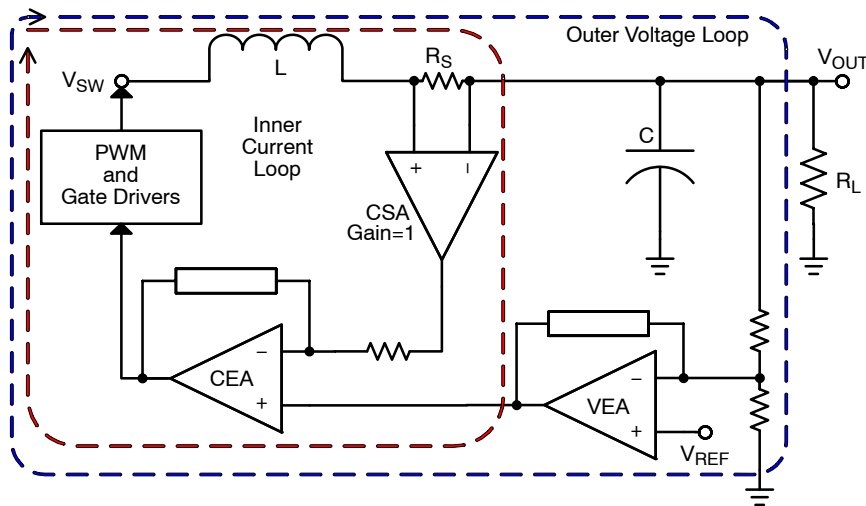 Outer Voltage Loop
V_OUT
R_S
L
V_SW
Inner
Current
Loop
C
R_L
PWM
and
Gate Drivers
+
–
CSA
Gain=1
–
CEA
+
–
VEA
+
V_REF